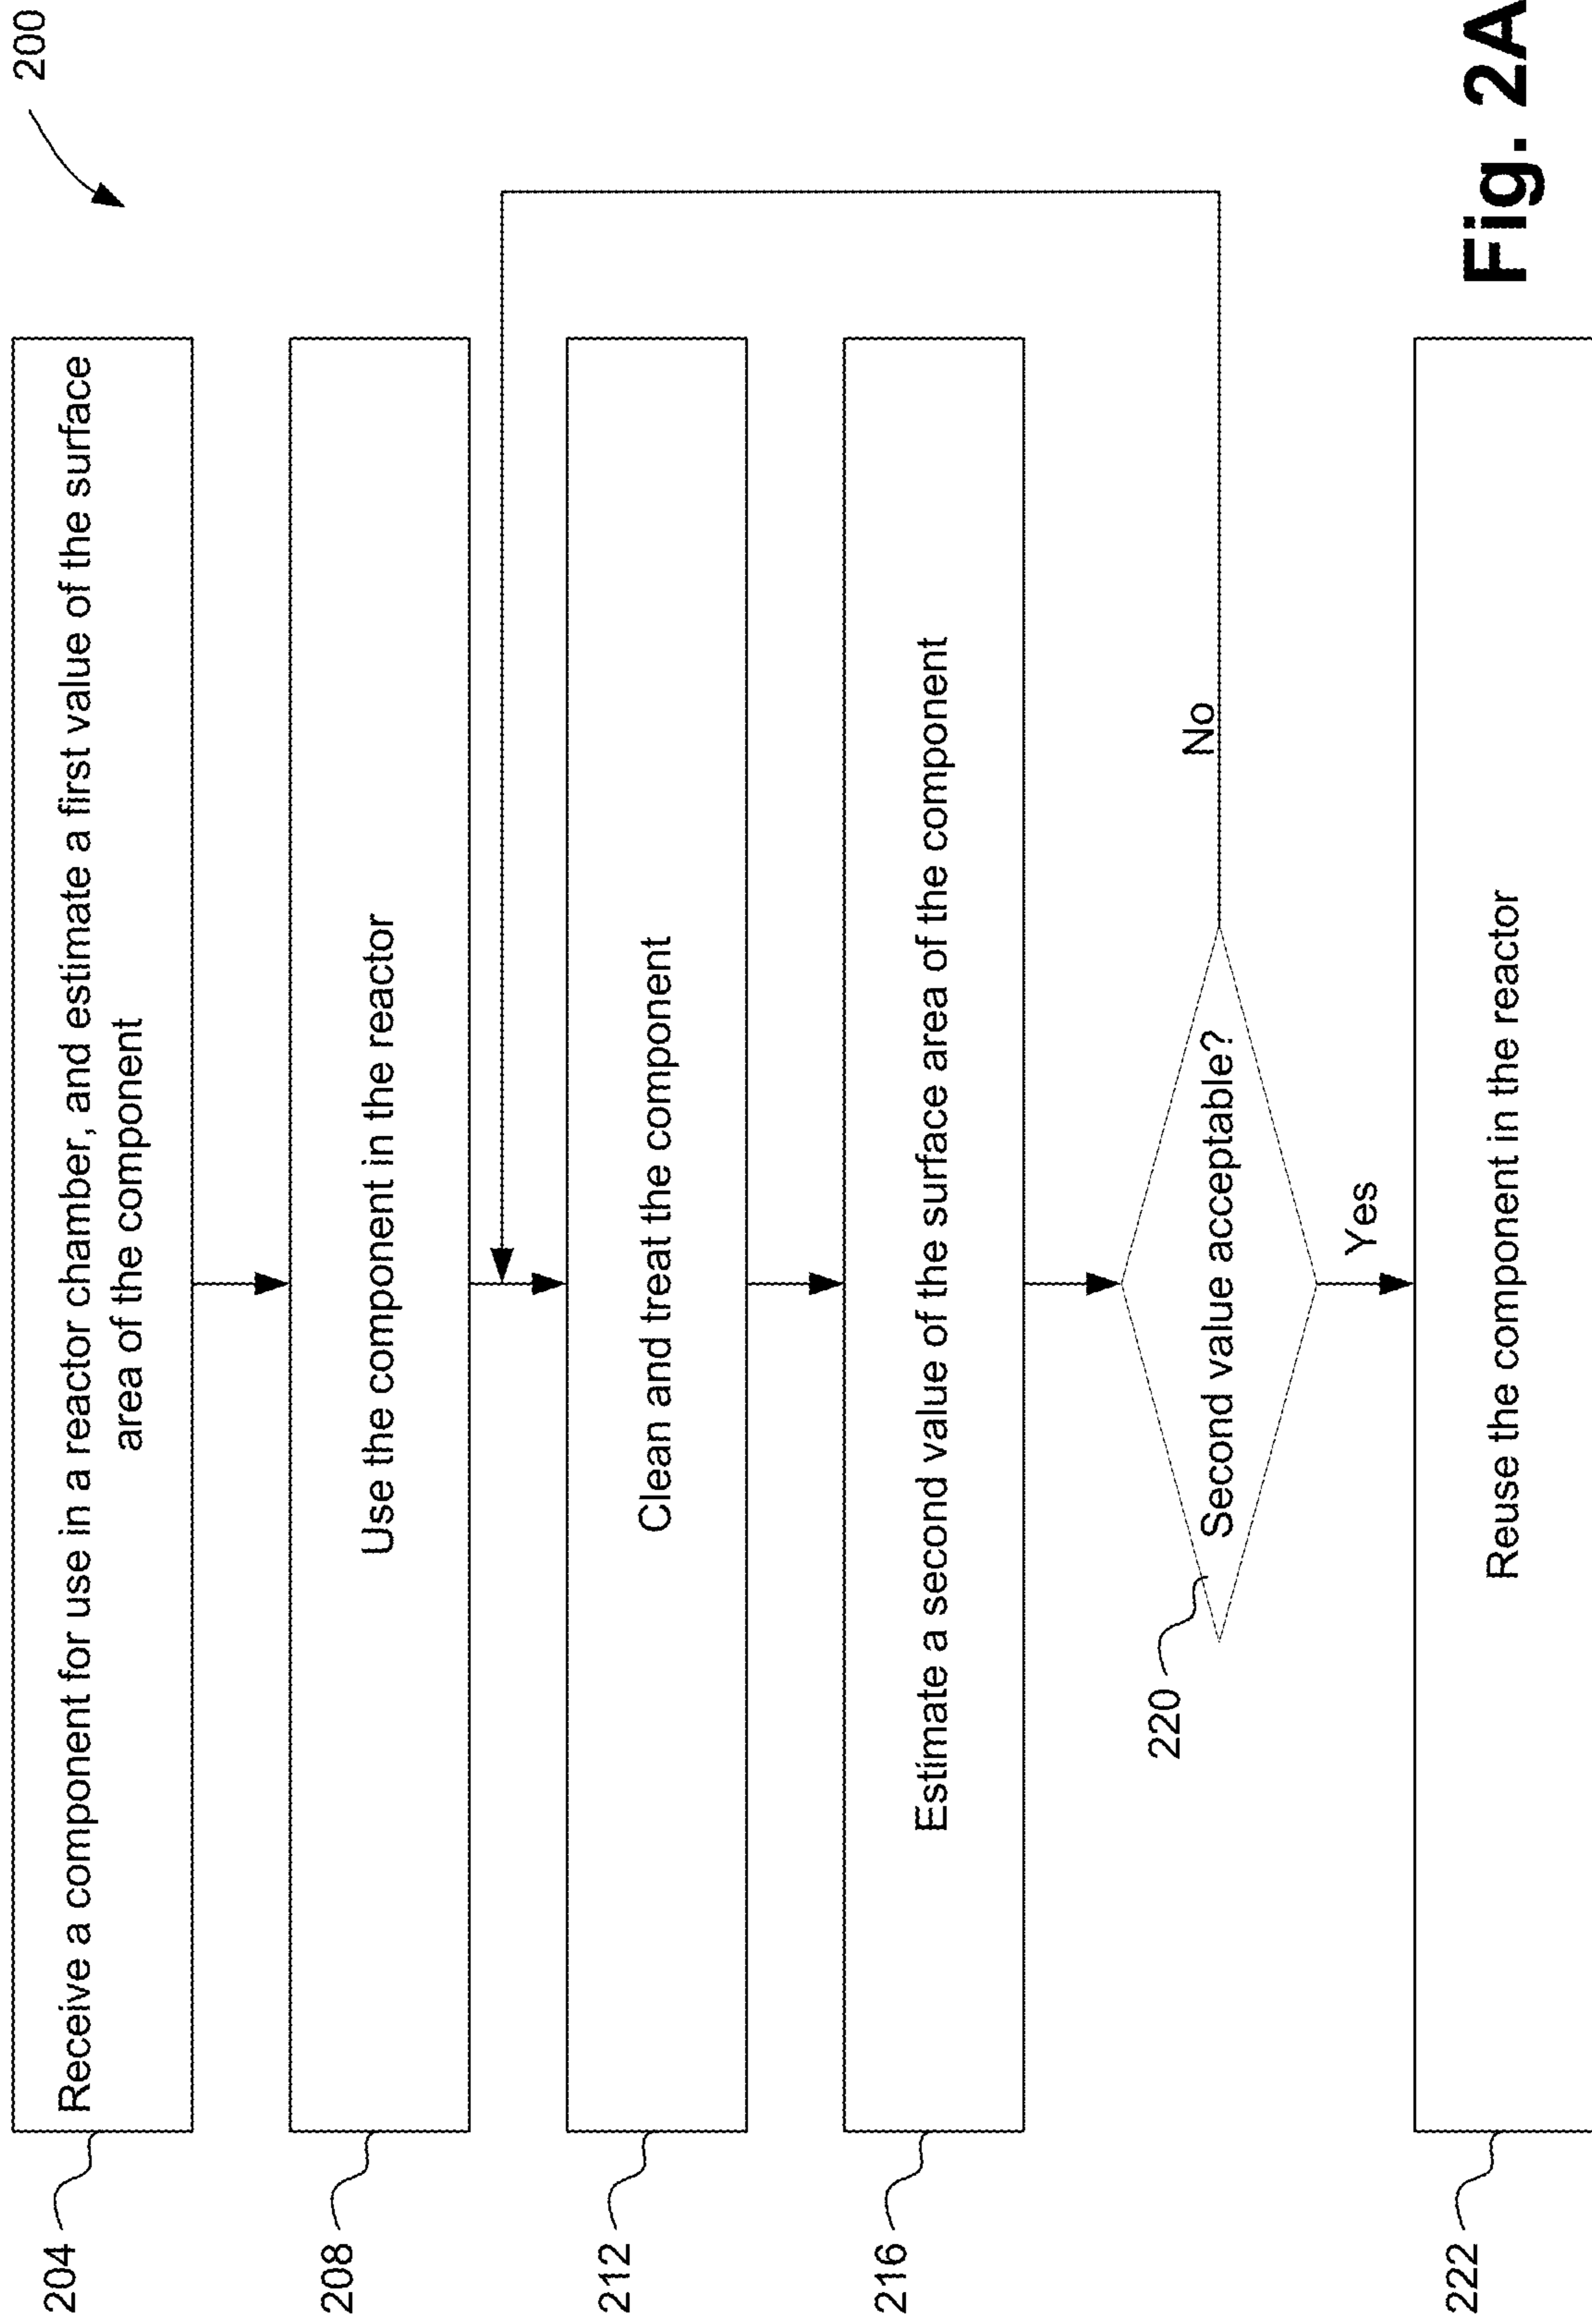 200
204
Receive a component for use in a reactor chamber, and estimate a first value of the surface
area of the component
208
Use the component in the reactor
212
Clean and treat the component
216
Estimate a second value of the surface area of the component
220
Second value acceptable?
No
Yes
222
Reuse the component in the reactor
Fig. 2A